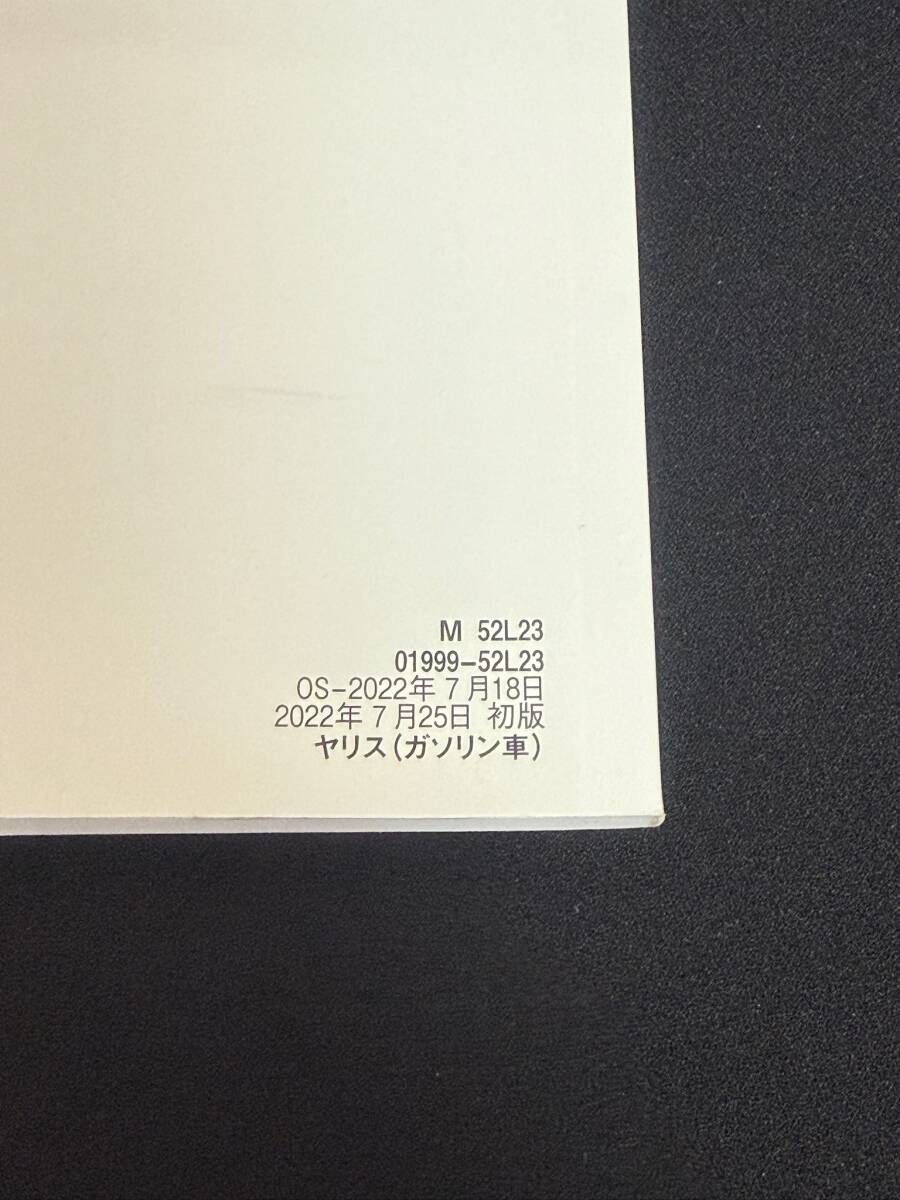 M 52L23
01999-52L23
OS-2022年7月18日
2022年7月25日 初版
ヤリス(ガソリン車)